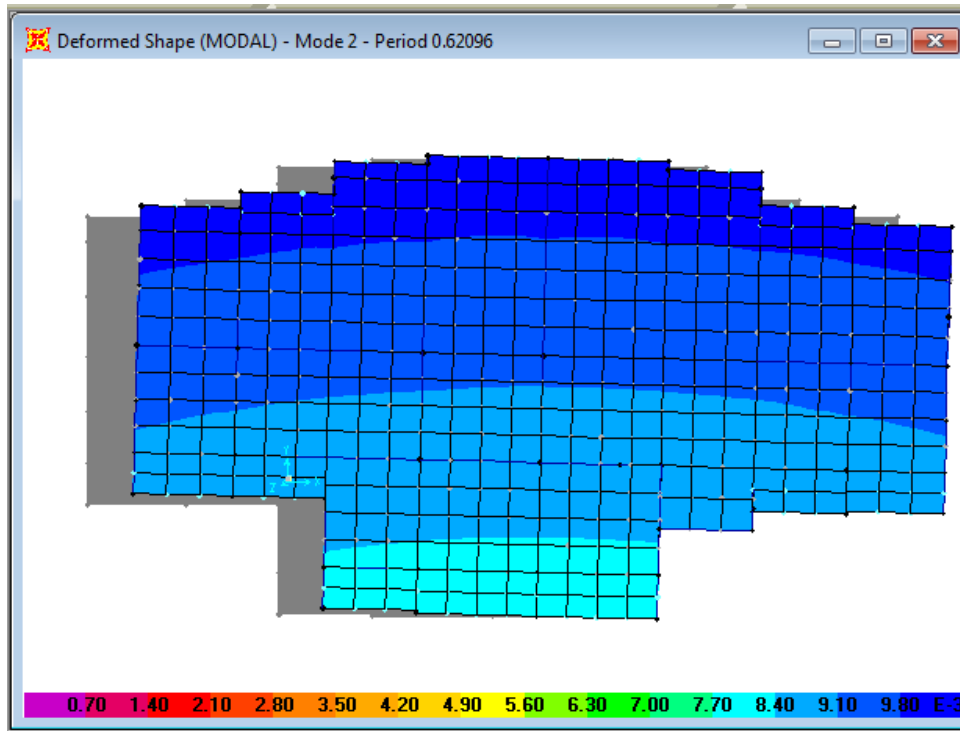 Deformed Shape (MODAL) - Mode 2 - Period 0.62096
Y
Z X
0.70 1.40 2.10 2.80 3.50 4.20 4.90 5.60 6.30 7.00 7.70 8.40 9.10 9.80 E-3